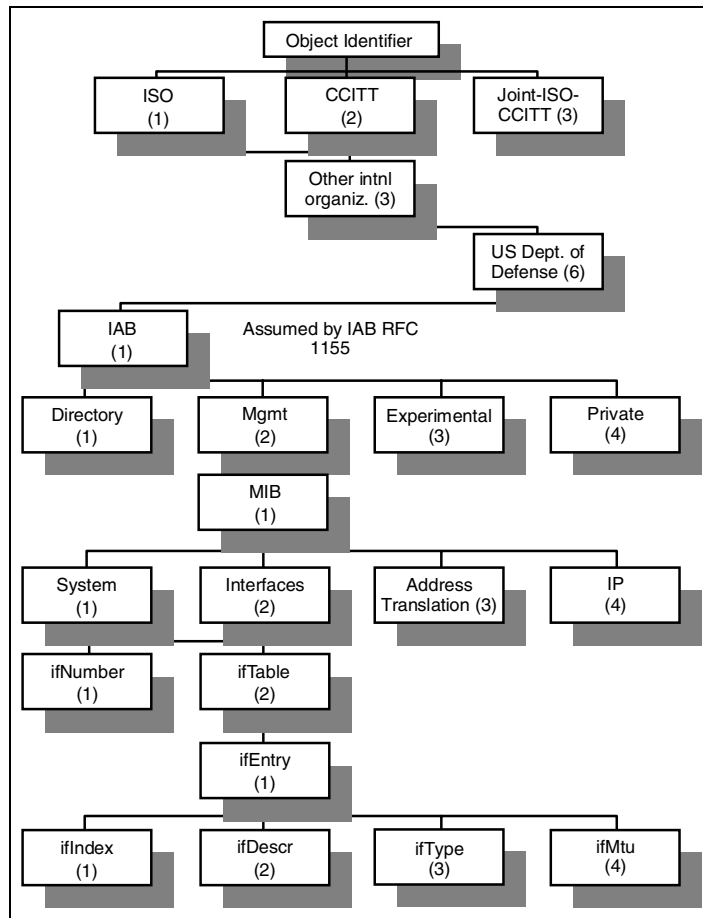 Object Identifier
ISO
(1)
CCITT
(2)
Joint-ISO-
CCITT (3)
Other intnl
organiz. (3)
US Dept. of
Defense (6)
IAB
(1)
Assumed by IAB RFC
1155
Directory
(1)
Mgmt
(2)
Experimental
(3)
Private
(4)
MIB
(1)
System
(1)
Interfaces
(2)
Address
Translation (3)
IP
(4)
ifNumber
(1)
ifTable
(2)
ifEntry
(1)
ifIndex
(1)
ifDescr
(2)
ifType
(3)
ifMtu
(4)